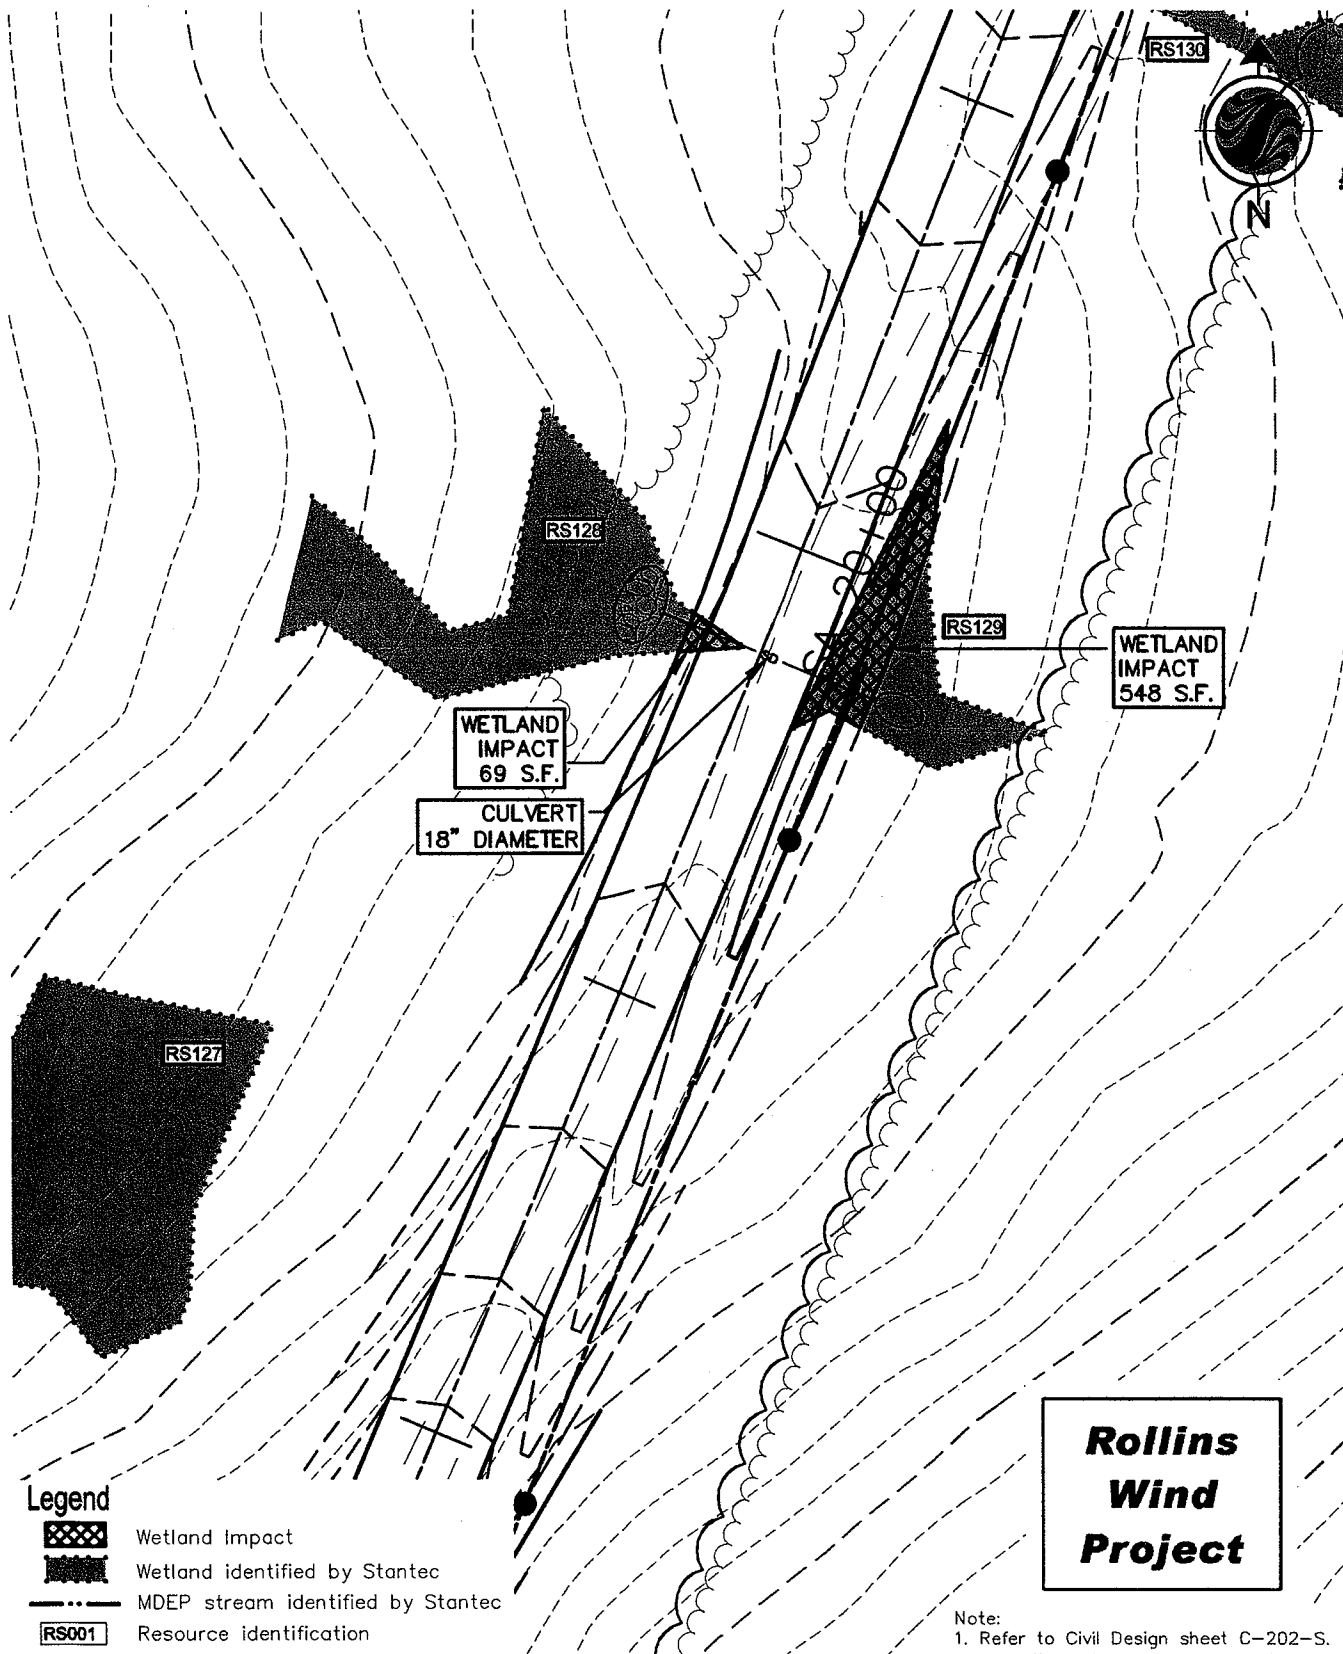 RS130
N
RS128
RS129
WETLAND
IMPACT
548 S.F.
WETLAND
IMPACT
69 S.F.
CULVERT
18" DIAMETER
RS127
Rollins
Wind
Project
Legend
Wetland Impact
Wetland identified by Stantec
MDEP stream identified by Stantec
RS001 Resource identification
Note:
1. Refer to Civil Design sheet C-202-S.